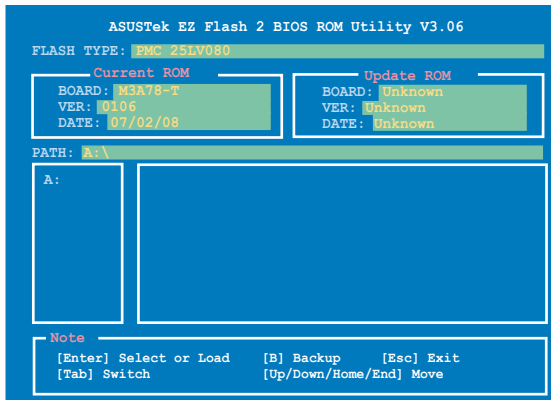 ASUSTek EZ Flash 2 BIOS ROM Utility V3.06
FLASH TYPE: PMC 25LV080
Current ROM
BOARD: M3A78-T
VER: 0106
DATE: 07/02/08
Update ROM
BOARD: Unknown
VER: Unknown
DATE: Unknown
PATH: A:\
A:
Note
[Enter] Select or Load [B] Backup [Esc] Exit
[Tab] Switch [Up/Down/Home/End] Move